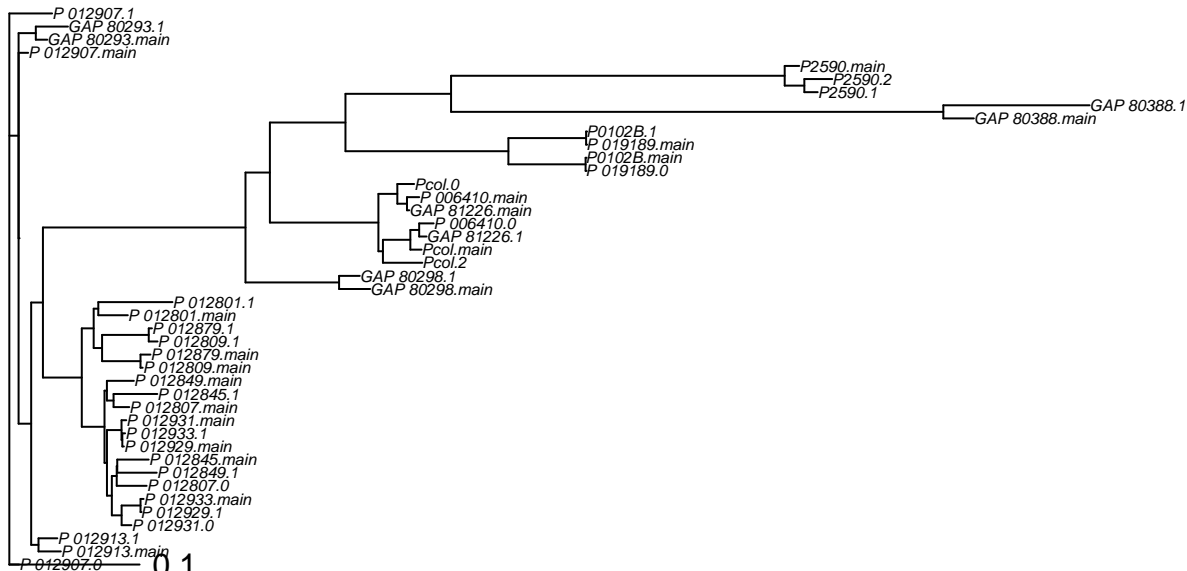 P 012907.1
GAP 80293.1
GAP 80293.main
P 012907.main
P2590.main
P2590.2
P2590.1
GAP 80388.1
GAP 80388.main
P0102B.1
P 019189.main
P0102B.main
P 019189.0
Pcol.0
P 006410.main
GAP 81226.main
P 006410.0
GAP 81226.1
Pcol.main
Pcol.2
GAP 80298.1
GAP 80298.main
P 012801.1
P 012801.main
P 012879.1
P 012809.1
P 012879.main
P 012809.main
P 012849.main
P 012845.1
P 012807.main
P 012931.main
P 012933.1
P 012929.main
P 012845.main
P 012849.1
P 012807.0
P 012933.main
P 012929.1
P 012931.0
P 012913.1
P 012913.main
P 012907.0
0.1